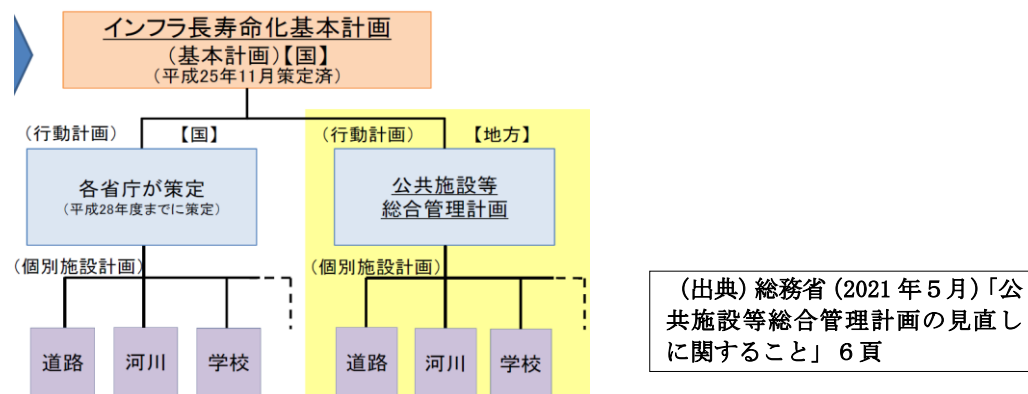 インフラ長寿命化基本計画
(基本計画)【国】
(平成25年11月策定済)
(行動計画) 【国】
(行動計画) 【地方】
各省庁が策定
(平成28年度までに策定)
公共施設等
総合管理計画
(個別施設計画)
(個別施設計画)
道路 河川 学校
道路 河川 学校
(出典)総務省(2021年5月)「公
共施設等総合管理計画の見直し
に関すること」6頁